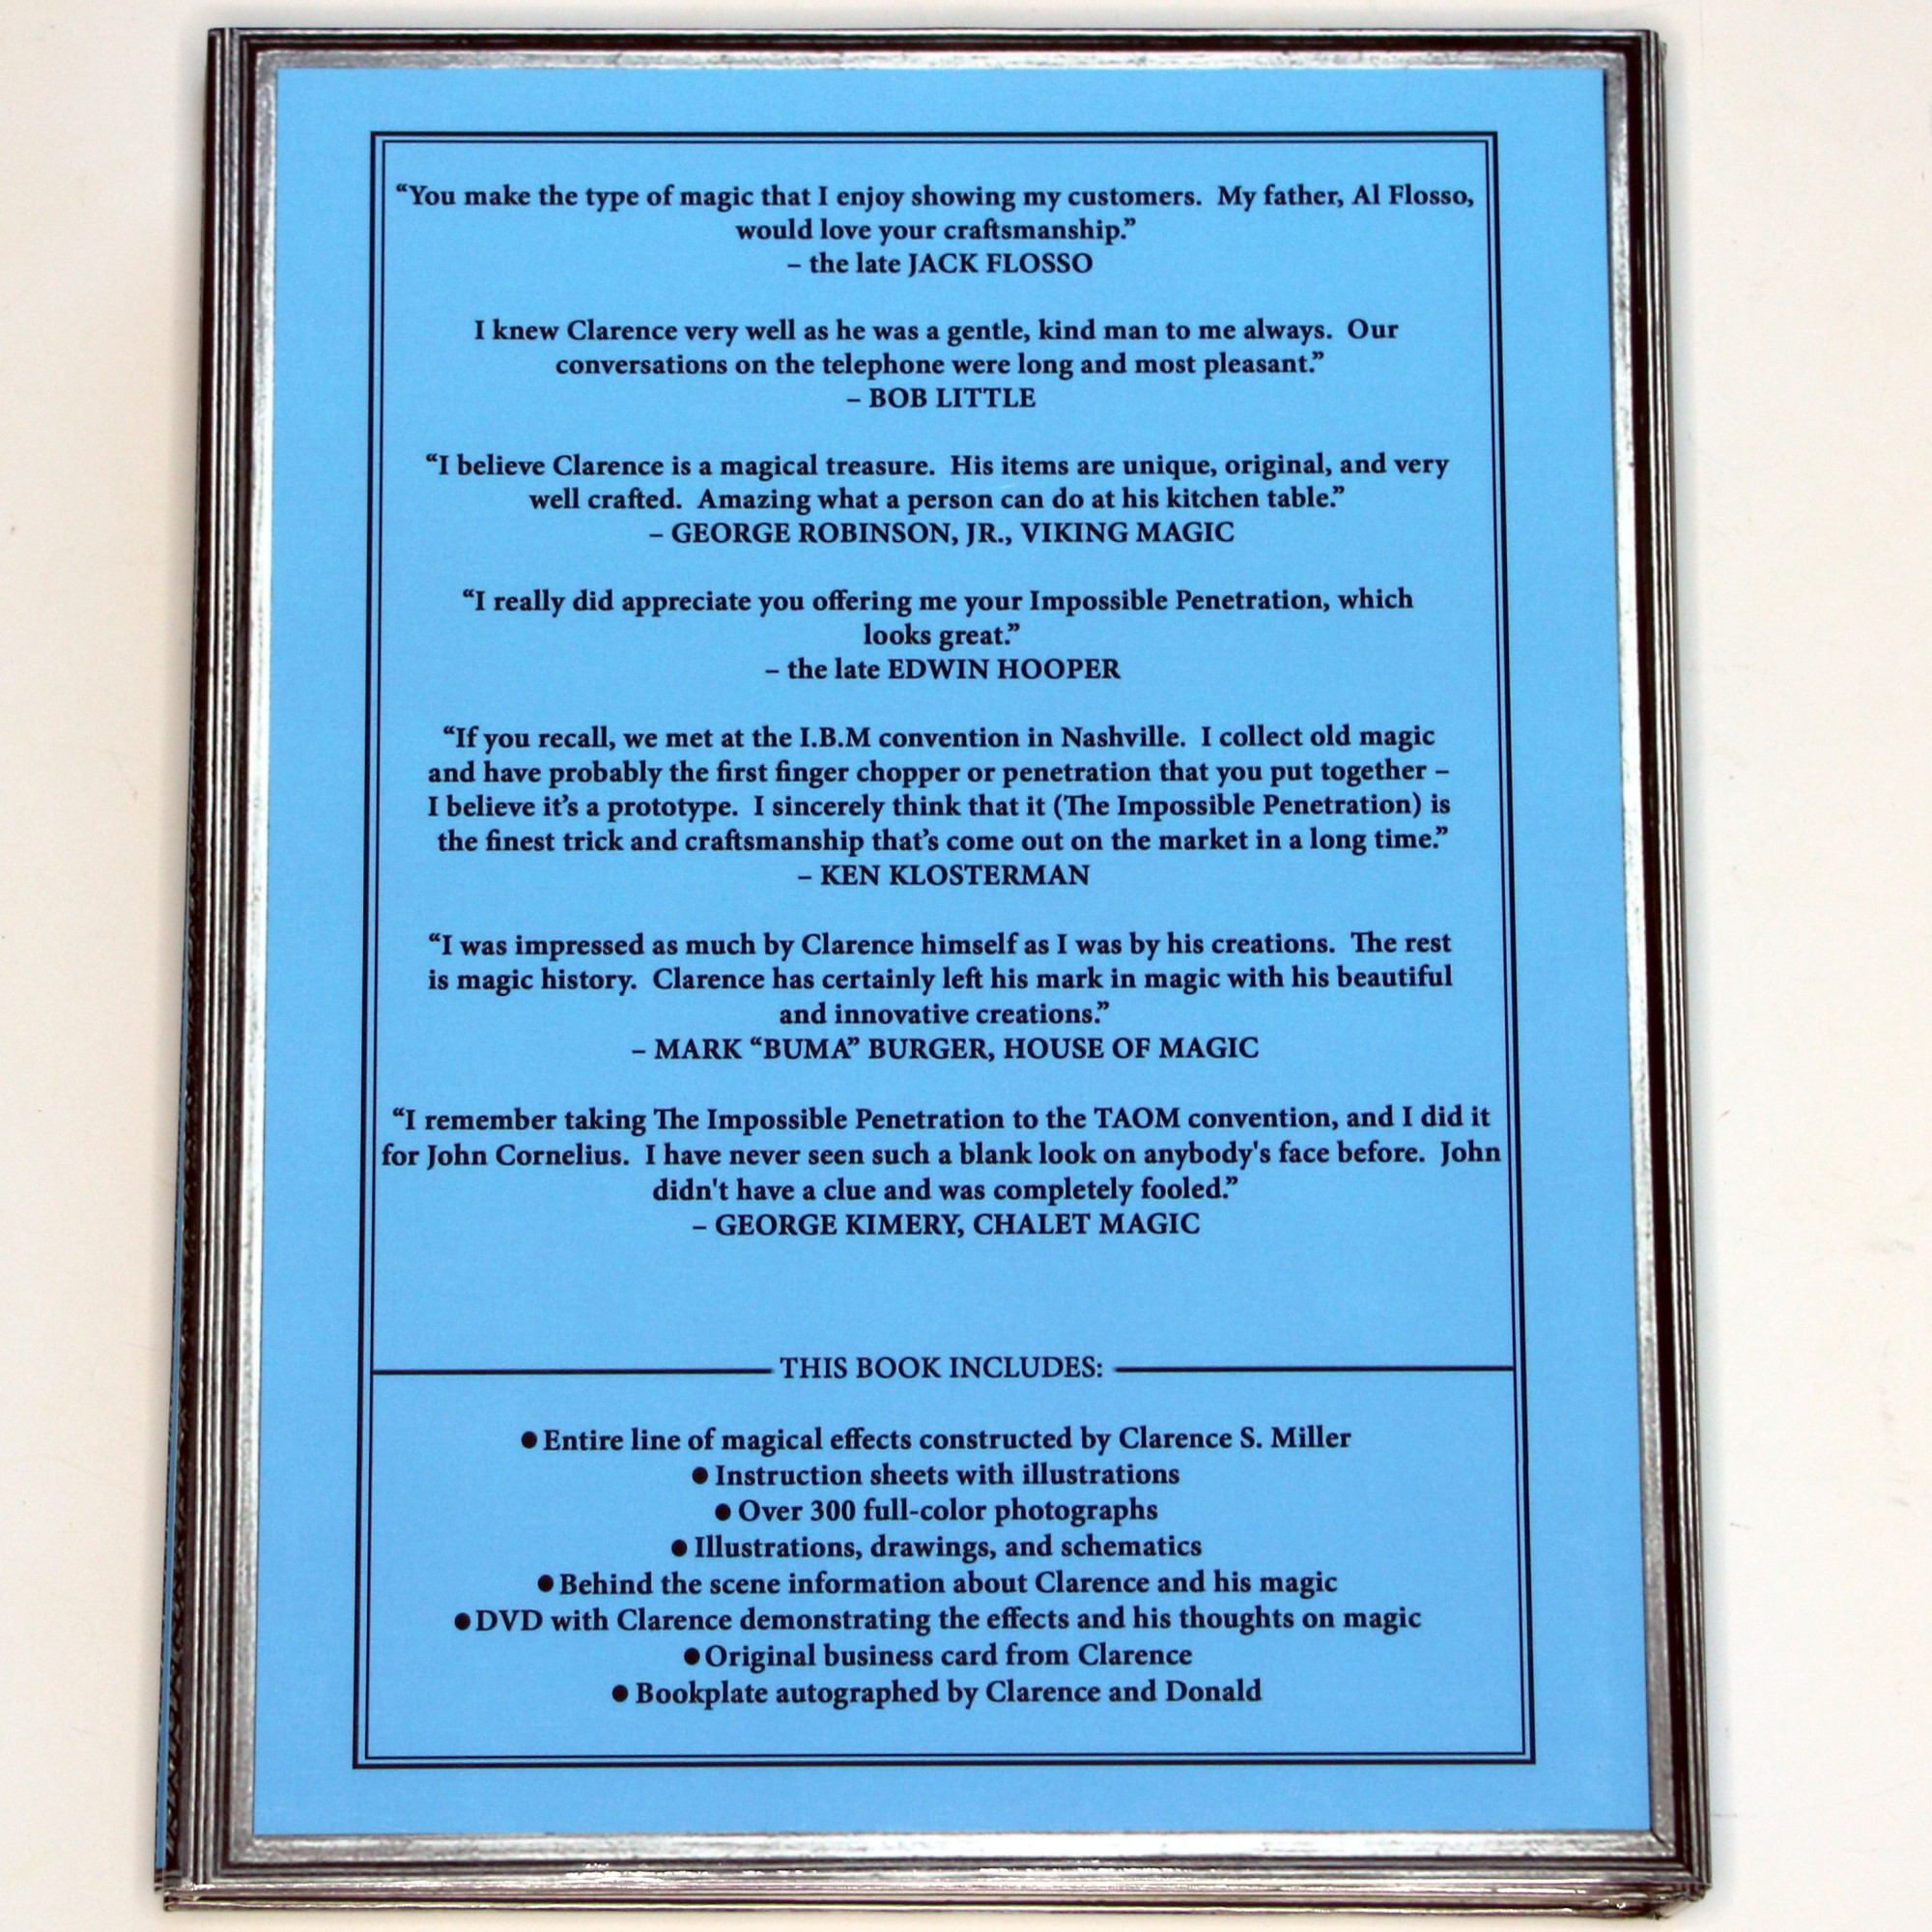 “You make the type of magic that I enjoy showing my customers.  My father, Al Flosso,
would love your craftsmanship.”
– the late JACK FLOSSO
I knew Clarence very well as he was a gentle, kind man to me always.  Our
conversations on the telephone were long and most pleasant.”
– BOB LITTLE
“I believe Clarence is a magical treasure.  His items are unique, original, and very
well crafted.  Amazing what a person can do at his kitchen table.”
– GEORGE ROBINSON, JR., VIKING MAGIC
“I really did appreciate you offering me your Impossible Penetration, which
looks great.”
– the late EDWIN HOOPER
“If you recall, we met at the I.B.M convention in Nashville.  I collect old magic
and have probably the first finger chopper or penetration that you put together –
I believe it’s a prototype.  I sincerely think that it (The Impossible Penetration) is
the finest trick and craftsmanship that’s come out on the market in a long time.”
– KEN KLOSTERMAN
“I was impressed as much by Clarence himself as I was by his creations.  The rest
is magic history.  Clarence has certainly left his mark in magic with his beautiful
and innovative creations.”
– MARK “BUMA” BURGER, HOUSE OF MAGIC
“I remember taking The Impossible Penetration to the TAOM convention, and I did it
for John Cornelius.  I have never seen such a blank look on anybody's face before.  John
didn't have a clue and was completely fooled.”
– GEORGE KIMERY, CHALET MAGIC
THIS BOOK INCLUDES:
● Entire line of magical effects constructed by Clarence S. Miller
● Instruction sheets with illustrations
● Over 300 full-color photographs
● Illustrations, drawings, and schematics
● Behind the scene information about Clarence and his magic
● DVD with Clarence demonstrating the effects and his thoughts on magic
● Original business card from Clarence
● Bookplate autographed by Clarence and Donald